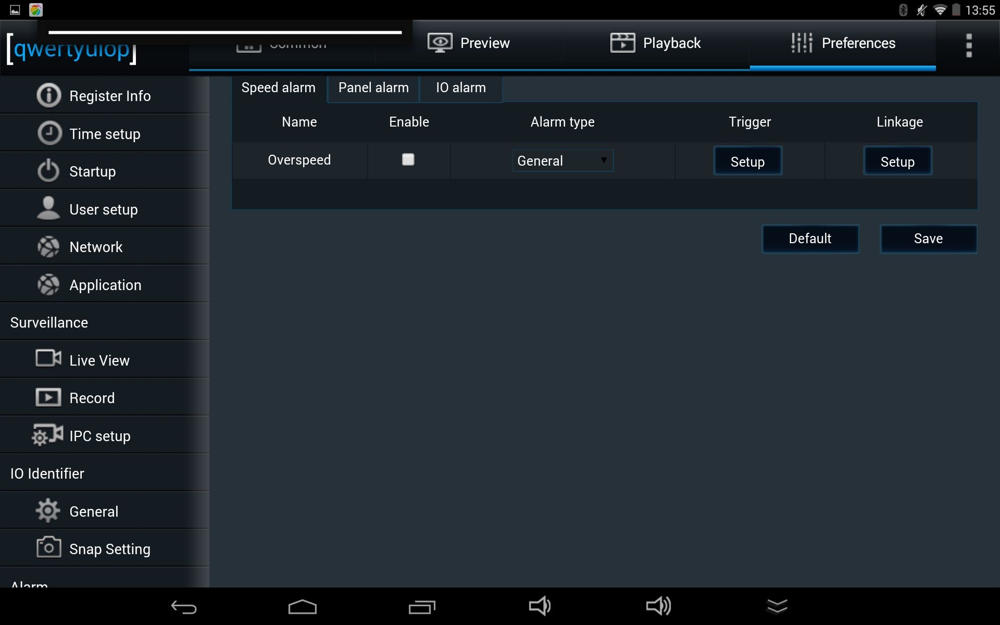 13:55
[qwertyuiop]
Common
Preview
Playback
Preferences
Register Info
Time setup
Startup
User setup
Network
Application
Surveillance
Live View
Record
IPC setup
IO Identifier
General
Snap Setting
Alarm
Speed alarm
Panel alarm
IO alarm
Name Enable Alarm type Trigger Linkage
Overspeed General Setup Setup
Default
Save